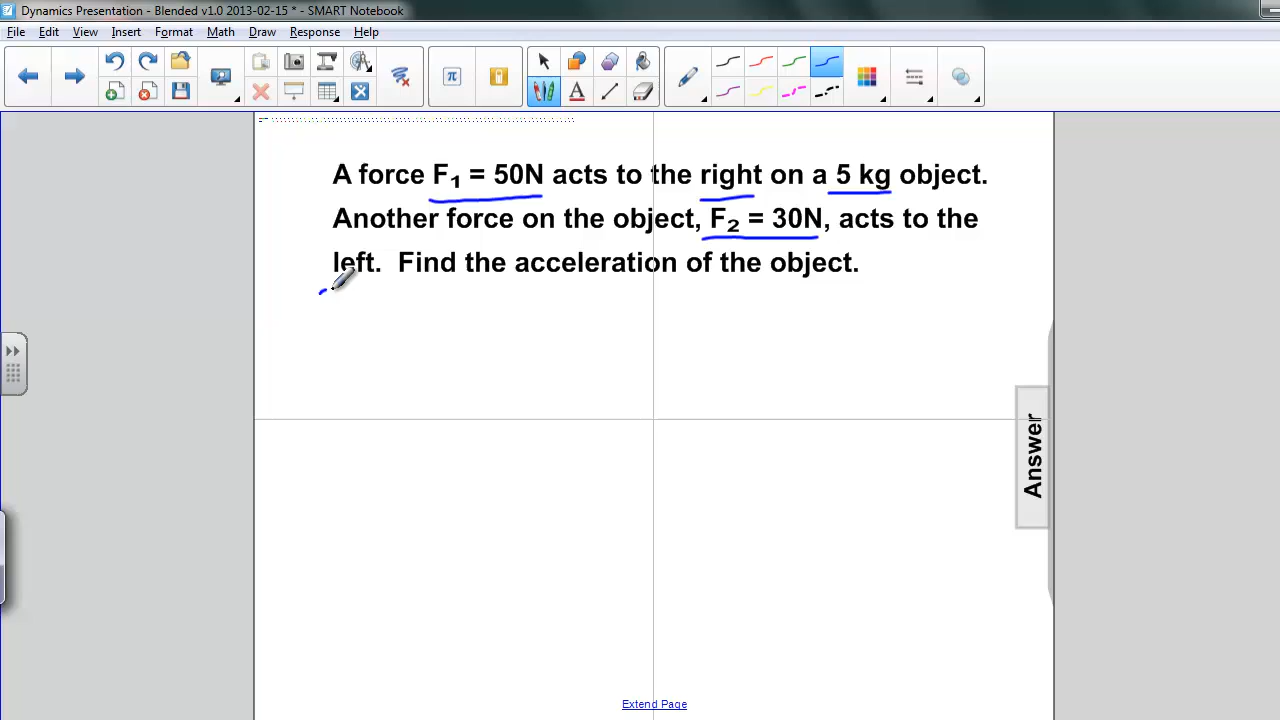 Dynamics Presentation - Blended v1.0 2013-02-15 * - SMART Notebook
File Edit View Insert Format Math Draw Response Help
A force F₁ = 50N acts to the right on a 5 kg object.
Another force on the object, F₂ = 30N, acts to the
left. Find the acceleration of the object.
Answer
Extend Page